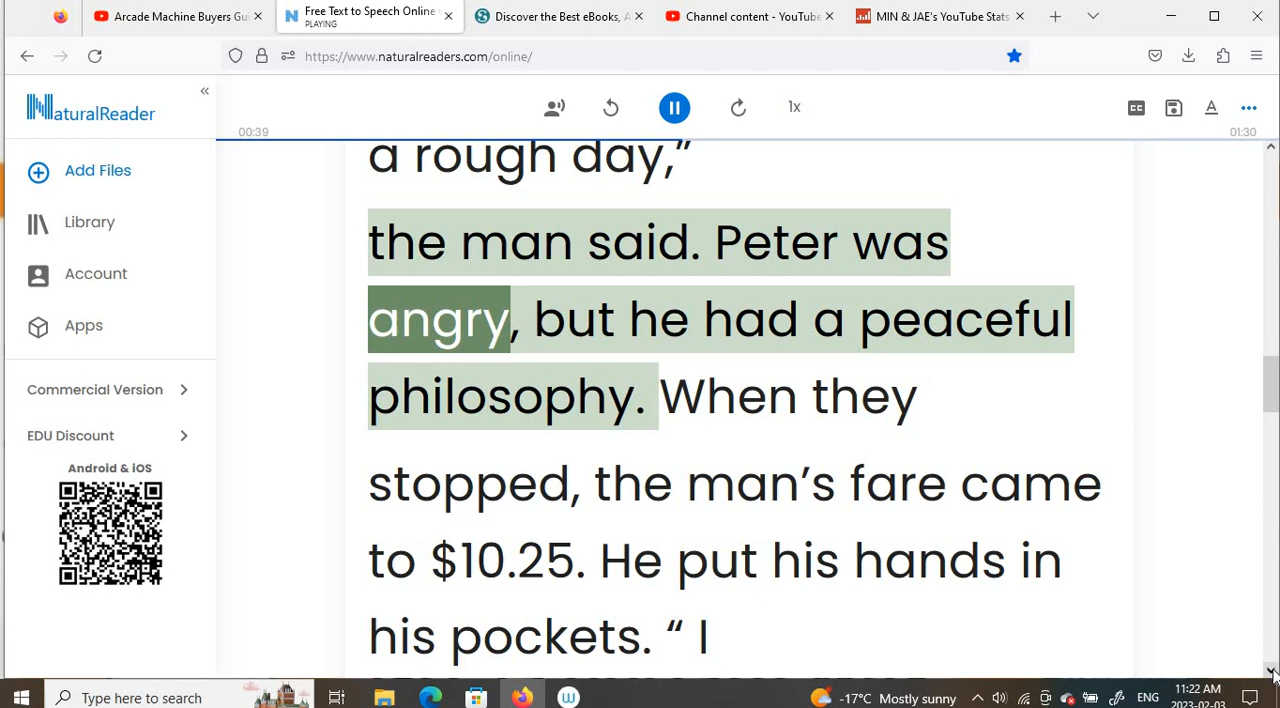 Arcade Machine Buyers Gui
Free Text to Speech Online
PLAYING
Discover the Best eBooks, A
Channel content - YouTube
MIN & JAE's YouTube Stats
https://www.naturalreaders.com/online/
NaturalReader
Add Files
Library
Account
Apps
Commercial Version
EDU Discount
Android & iOS
1x
CC
A
00:39
01:30
a rough day,”
the man said. Peter was
angry, but he had a peaceful
philosophy. When they
stopped, the man’s fare came
to $10.25. He put his hands in
his pockets. “ I
Type here to search
-17°C Mostly sunny
ENG
11:22 AM
2023-02-03